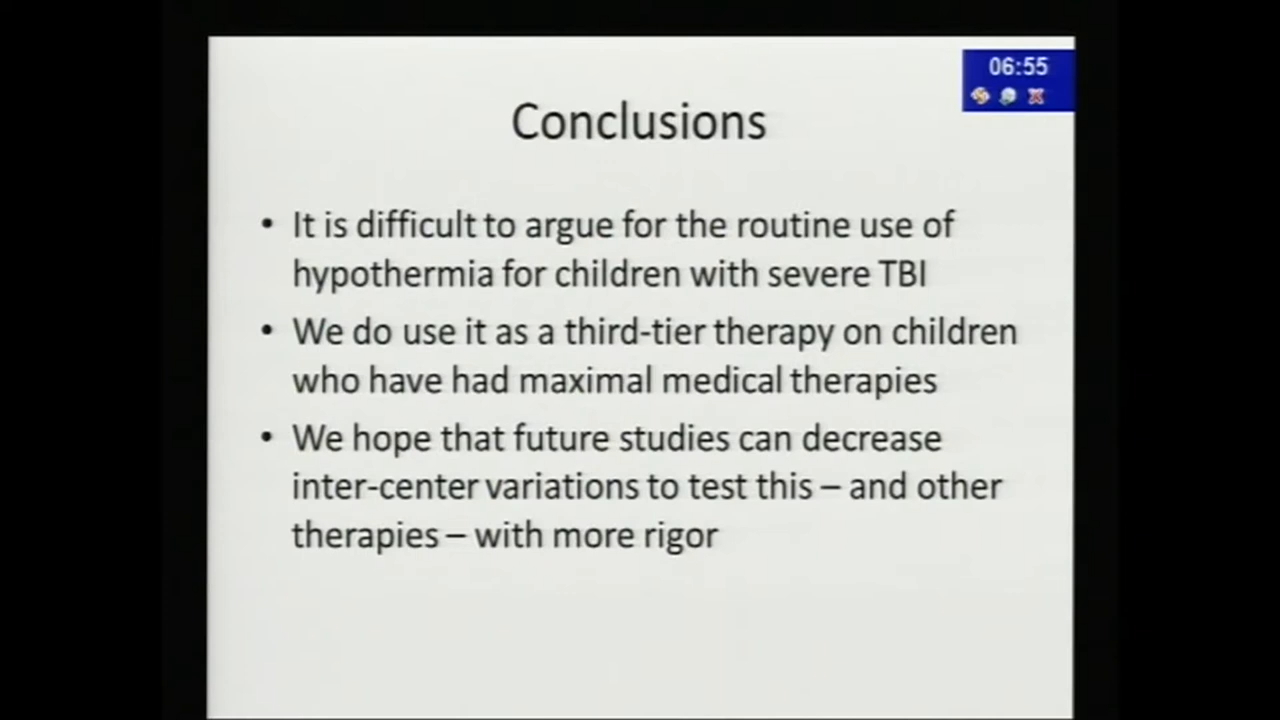 06:55
Conclusions
• It is difficult to argue for the routine use of
hypothermia for children with severe TBI
• We do use it as a third-tier therapy on children
who have had maximal medical therapies
• We hope that future studies can decrease
inter-center variations to test this – and other
therapies – with more rigor